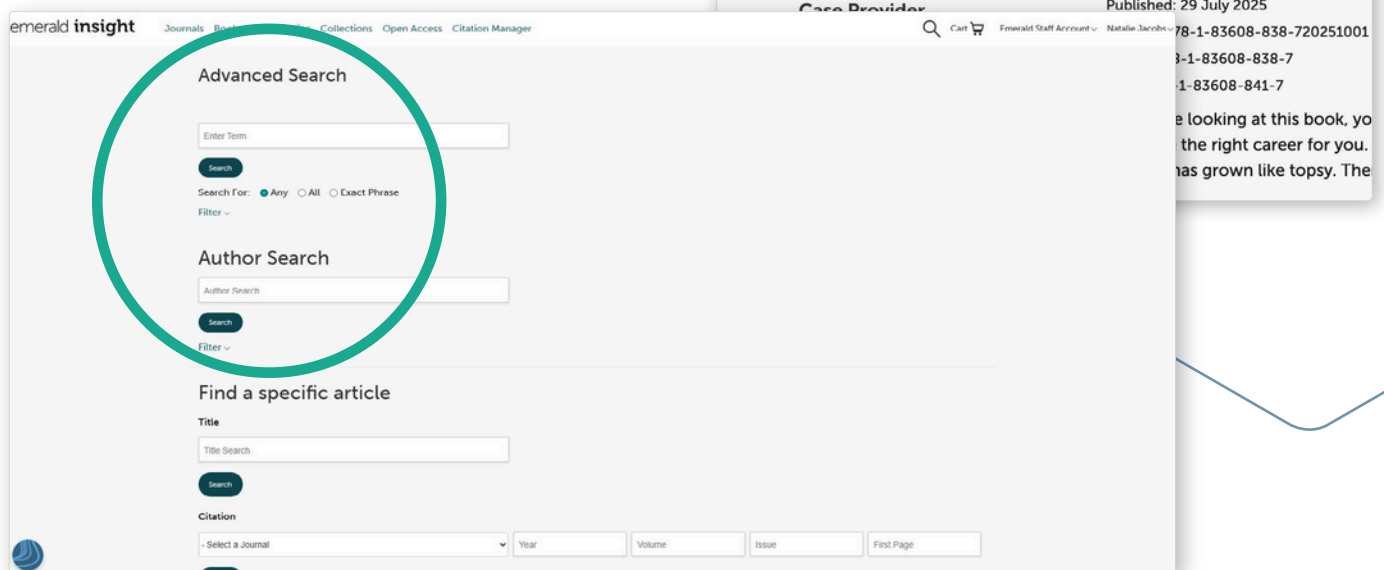 Case Provider
Published: 29 July 2025
78-1-83608-838-720251001
3-1-83608-838-7
-1-83608-841-7
e looking at this book, yo
the right career for you.
has grown like topsy. The
emerald insight
Journals Collections Open Access Citation Manager
Cart
Emerald Staff Account
Natalie Jacobs
Advanced Search
Enter Term
Search
Search For: Any All Exact Phrase
Filter
Author Search
Author Search
Search
Filter
Find a specific article
Title
Title Search
Search
Citation
- Select a Journal
Year
Volume
Issue
First Page